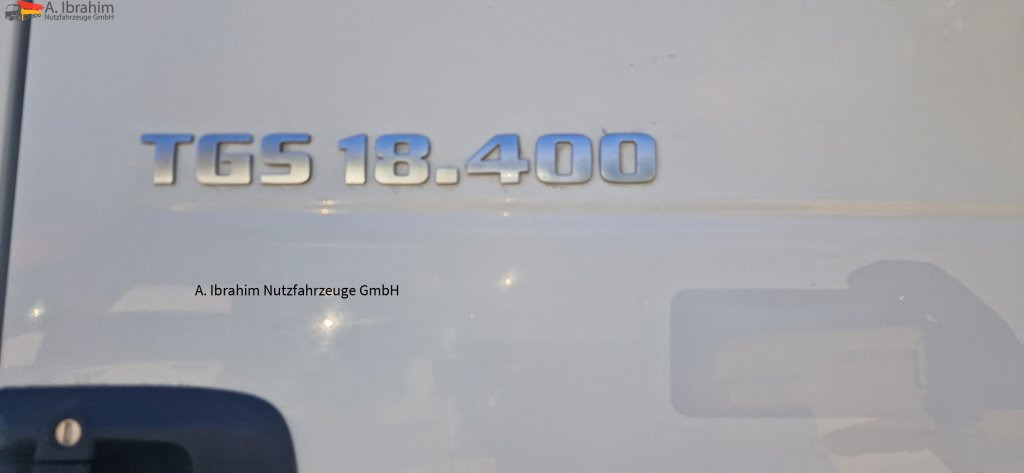 A. Ibrahim
Nutzfahrzeuge GmbH
TGS 18.400
A. Ibrahim Nutzfahrzeuge GmbH